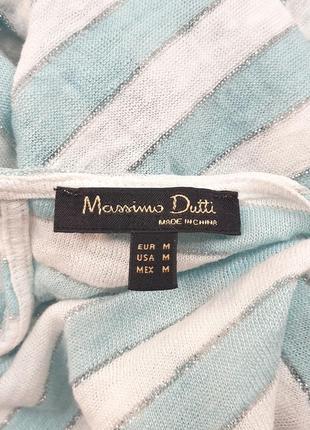 Massimo Dutti
MADE IN CHINA
EUR M
USA M
MEX M